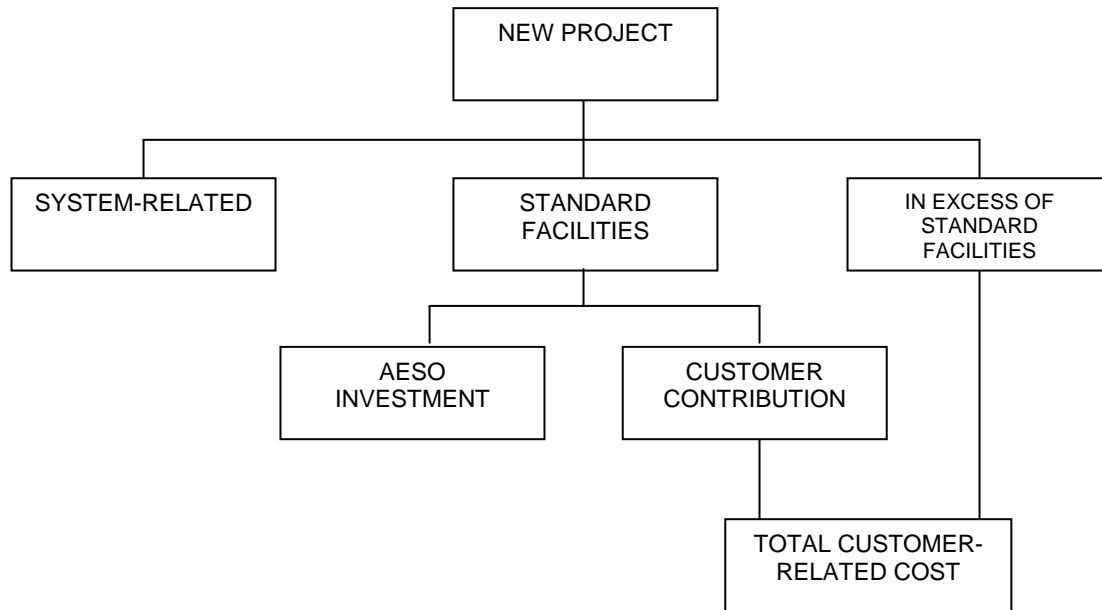 NEW PROJECT
SYSTEM-RELATED
STANDARD
FACILITIES
IN EXCESS OF
STANDARD
FACILITIES
AESO
INVESTMENT
CUSTOMER
CONTRIBUTION
TOTAL CUSTOMER-
RELATED COST